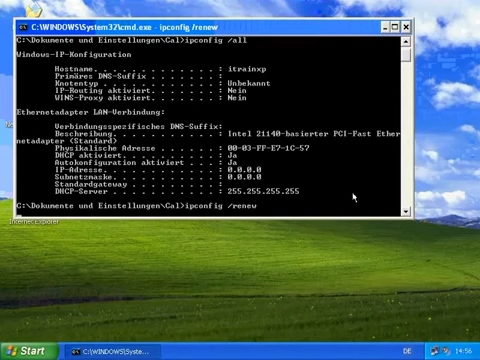 C:\WINDOWS\System32\cmd.exe - ipconfig /renew
C:\Dokumente und Einstellungen\Cal>ipconfig /all
Windows-IP-Konfiguration
Hostname. . . . . . . . . . . . . : itrainxp
Primäres DNS-Suffix . . . . . . . :
Knotentyp . . . . . . . . . . . . : Unbekannt
IP-Routing aktiviert. . . . . . . : Nein
WINS-Proxy aktiviert. . . . . . . : Nein
Ethernetadapter LAN-Verbindung:
Verbindungsspezifisches DNS-Suffix:
Beschreibung. . . . . . . . . . . : Intel 21140-basierter PCI-Fast Ether
netadapter (Standard)
Physikalische Adresse . . . . . . : 00-03-FF-E7-1C-57
DHCP aktiviert. . . . . . . . . . : Ja
Autokonfiguration aktiviert . . . : Ja
IP-Adresse. . . . . . . . . . . . : 0.0.0.0
Subnetzmaske. . . . . . . . . . . : 0.0.0.0
Standardgateway . . . . . . . . . :
DHCP-Server . . . . . . . . . . . : 255.255.255.255
C:\Dokumente und Einstellungen\Cal>ipconfig /renew
Internet Explorer
Start
C:\WINDOWS\Syste...
DE
14:56